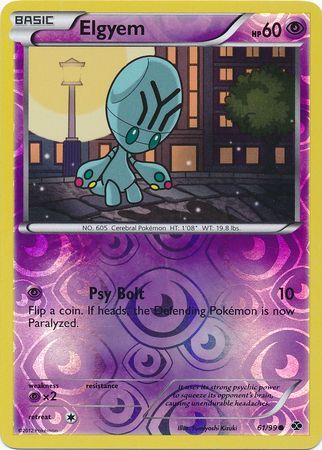 BASIC
Elgyem
HP60
NO. 605 Cerebral Pokémon HT: 1'08" WT: 19.8 lbs.
Psy Bolt 10
Flip a coin. If heads, the Defending Pokémon is now
Paralyzed.
weakness resistance
×2
retreat
It uses its strong psychic power
to squeeze its opponent's brain,
causing unendurable headaches.
©2012 Pokémon
Illus. Tomiyoshi Kizuki
61/99